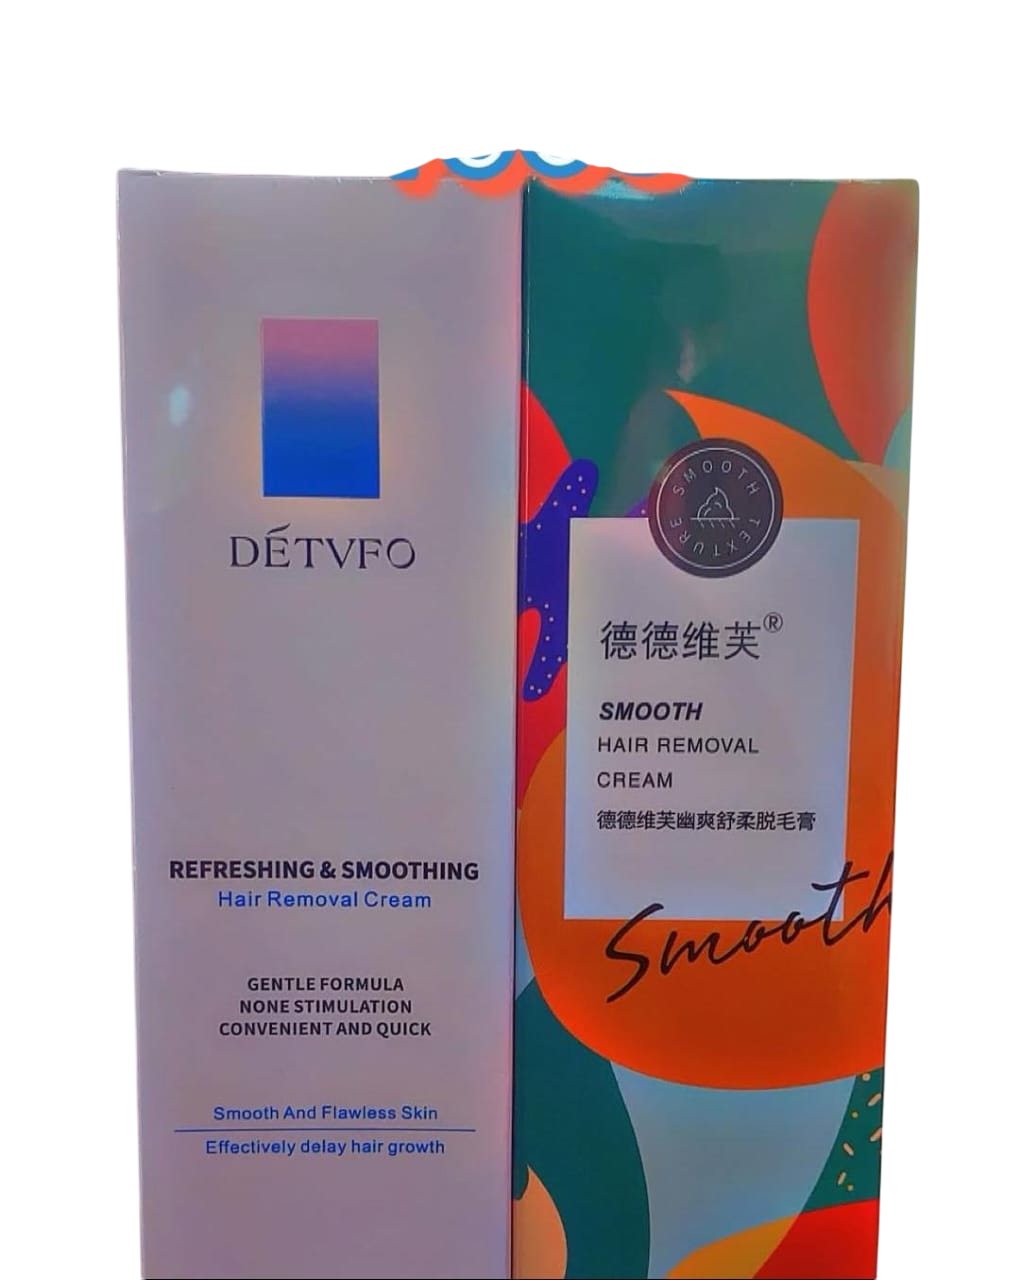 DÉTVFO
REFRESHING & SMOOTHING
Hair Removal Cream
GENTLE FORMULA
NONE STIMULATION
CONVENIENT AND QUICK
Smooth And Flawless Skin
Effectively delay hair growth
SMOOTH TEXTURE
德德维芙®
SMOOTH
HAIR REMOVAL
CREAM
德德维芙幽爽舒柔脱毛膏
Smooth